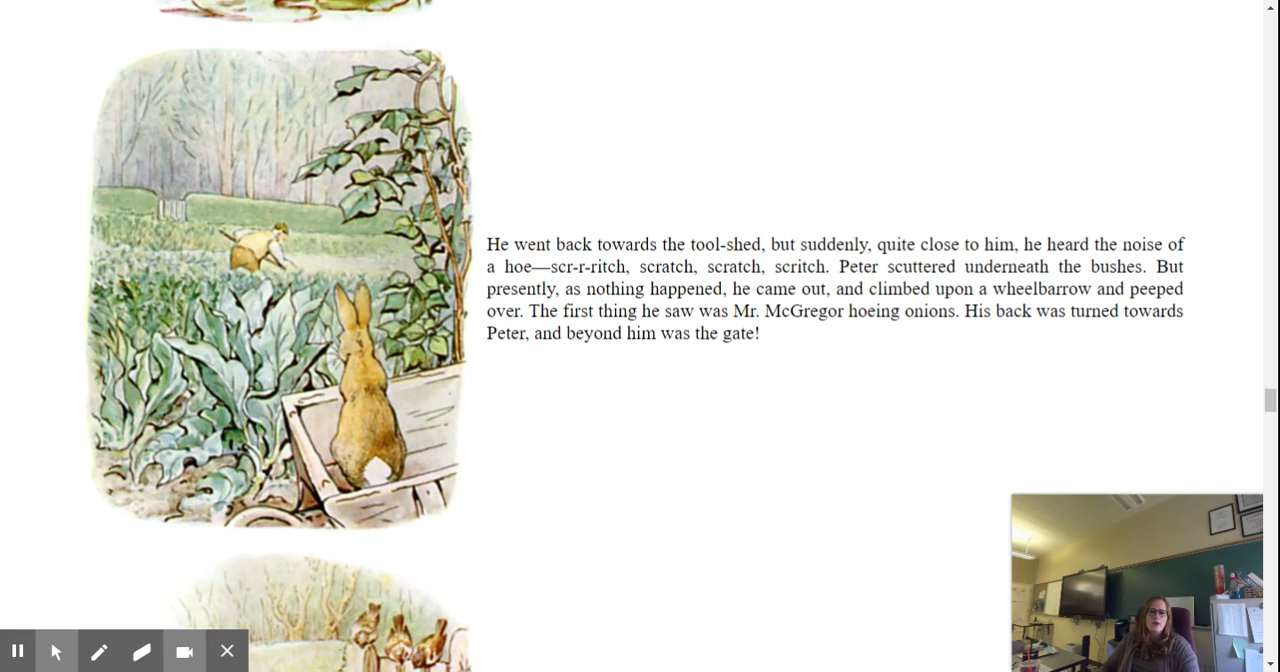 He went back towards the tool-shed, but suddenly, quite close to him, he heard the noise of
a hoe—scr-r-ritch, scratch, scratch, scritch. Peter scuttered underneath the bushes. But
presently, as nothing happened, he came out, and climbed upon a wheelbarrow and peeped
over. The first thing he saw was Mr. McGregor hoeing onions. His back was turned towards
Peter, and beyond him was the gate!